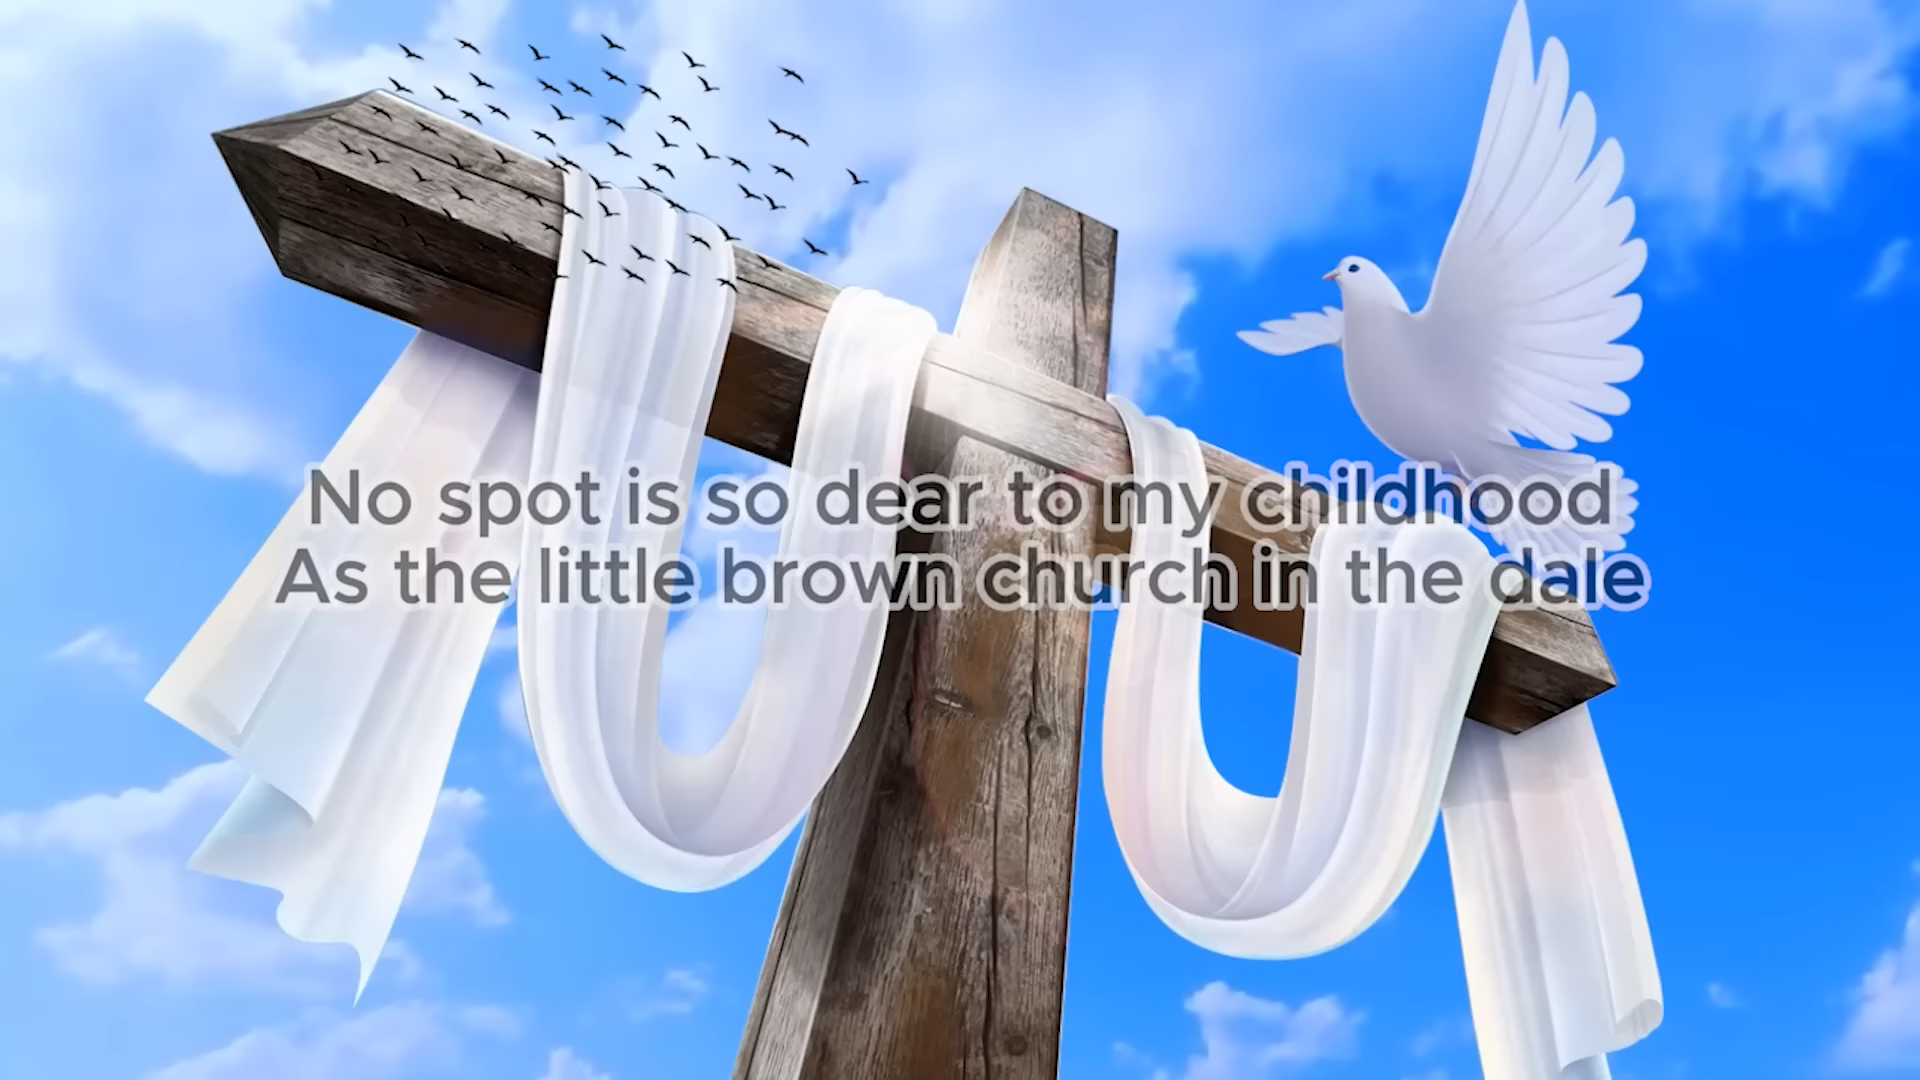 No spot is so dear to my childhood
As the little brown church in the dale